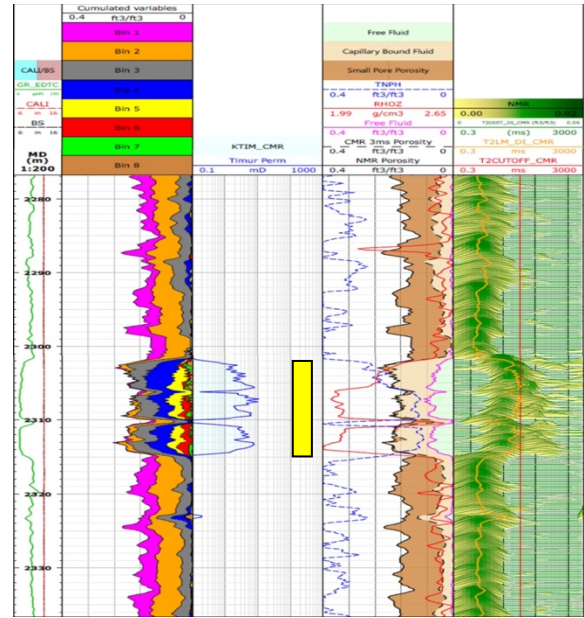 Cumulated variables
0.4 ft3/ft3 0
Bin 1
Bin 2
Bin 3
Bin 5
Bin 6
Bin 7
Bin 8
CALI/BS
GR_EDTC
CALI
6 in 16
BS
6 in 16
MD
(m)
1:200
KTIM_CMR
Timur Perm
0.1 mD 1000
Free Fluid
Capillary Bound Fluid
Small Pore Porosity
TNPH
0.4 ft3/ft3 0
RHOZ
1.99 g/cm3 2.65
Free Fluid
0.4 ft3/ft3 0
CMR 3ms Porosity
0.4 ft3/ft3 0
NMR Porosity
0.4 ft3/ft3 0
NMR
0.00
0.3 (ms) 3000
T2LM_DI_CMR
0.3 ms 3000
T2CUTOFF_CMR
0.3 ms 3000
2280
2290
2300
2310
2320
2330